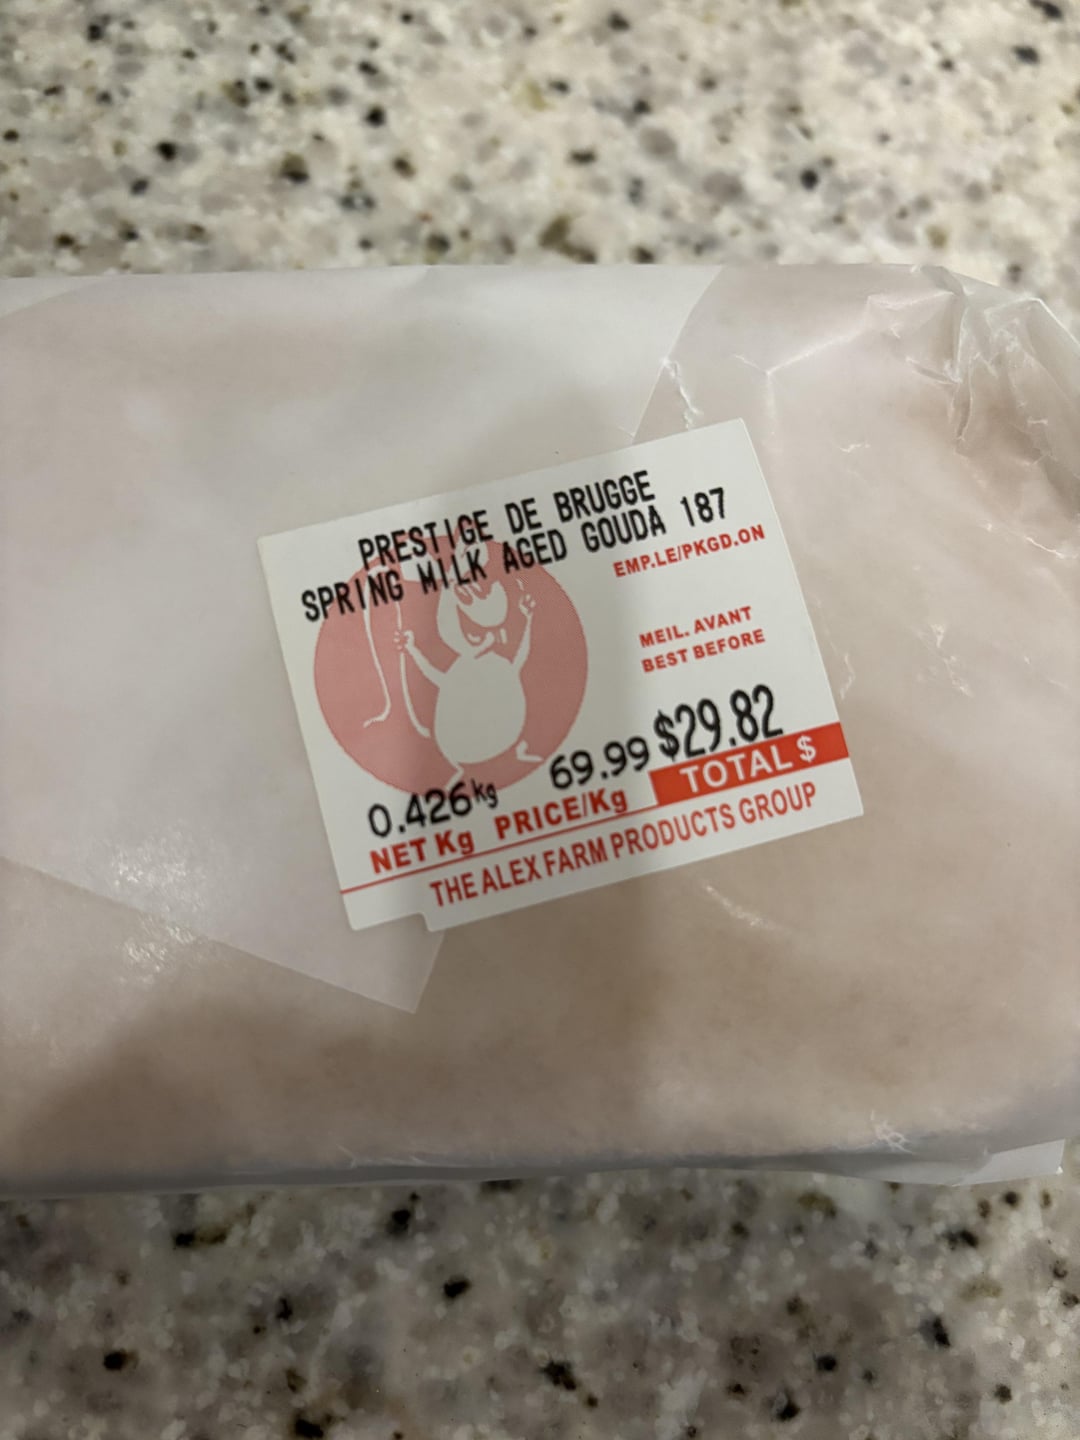 PRESTIGE DE BRUGGE
SPRING MILK AGED GOUDA 187
EMP.LE/PKGD.ON
MEIL. AVANT
BEST BEFORE
0.426kg 69.99 $29.82
NET Kg PRICE/Kg TOTAL $
THE ALEX FARM PRODUCTS GROUP